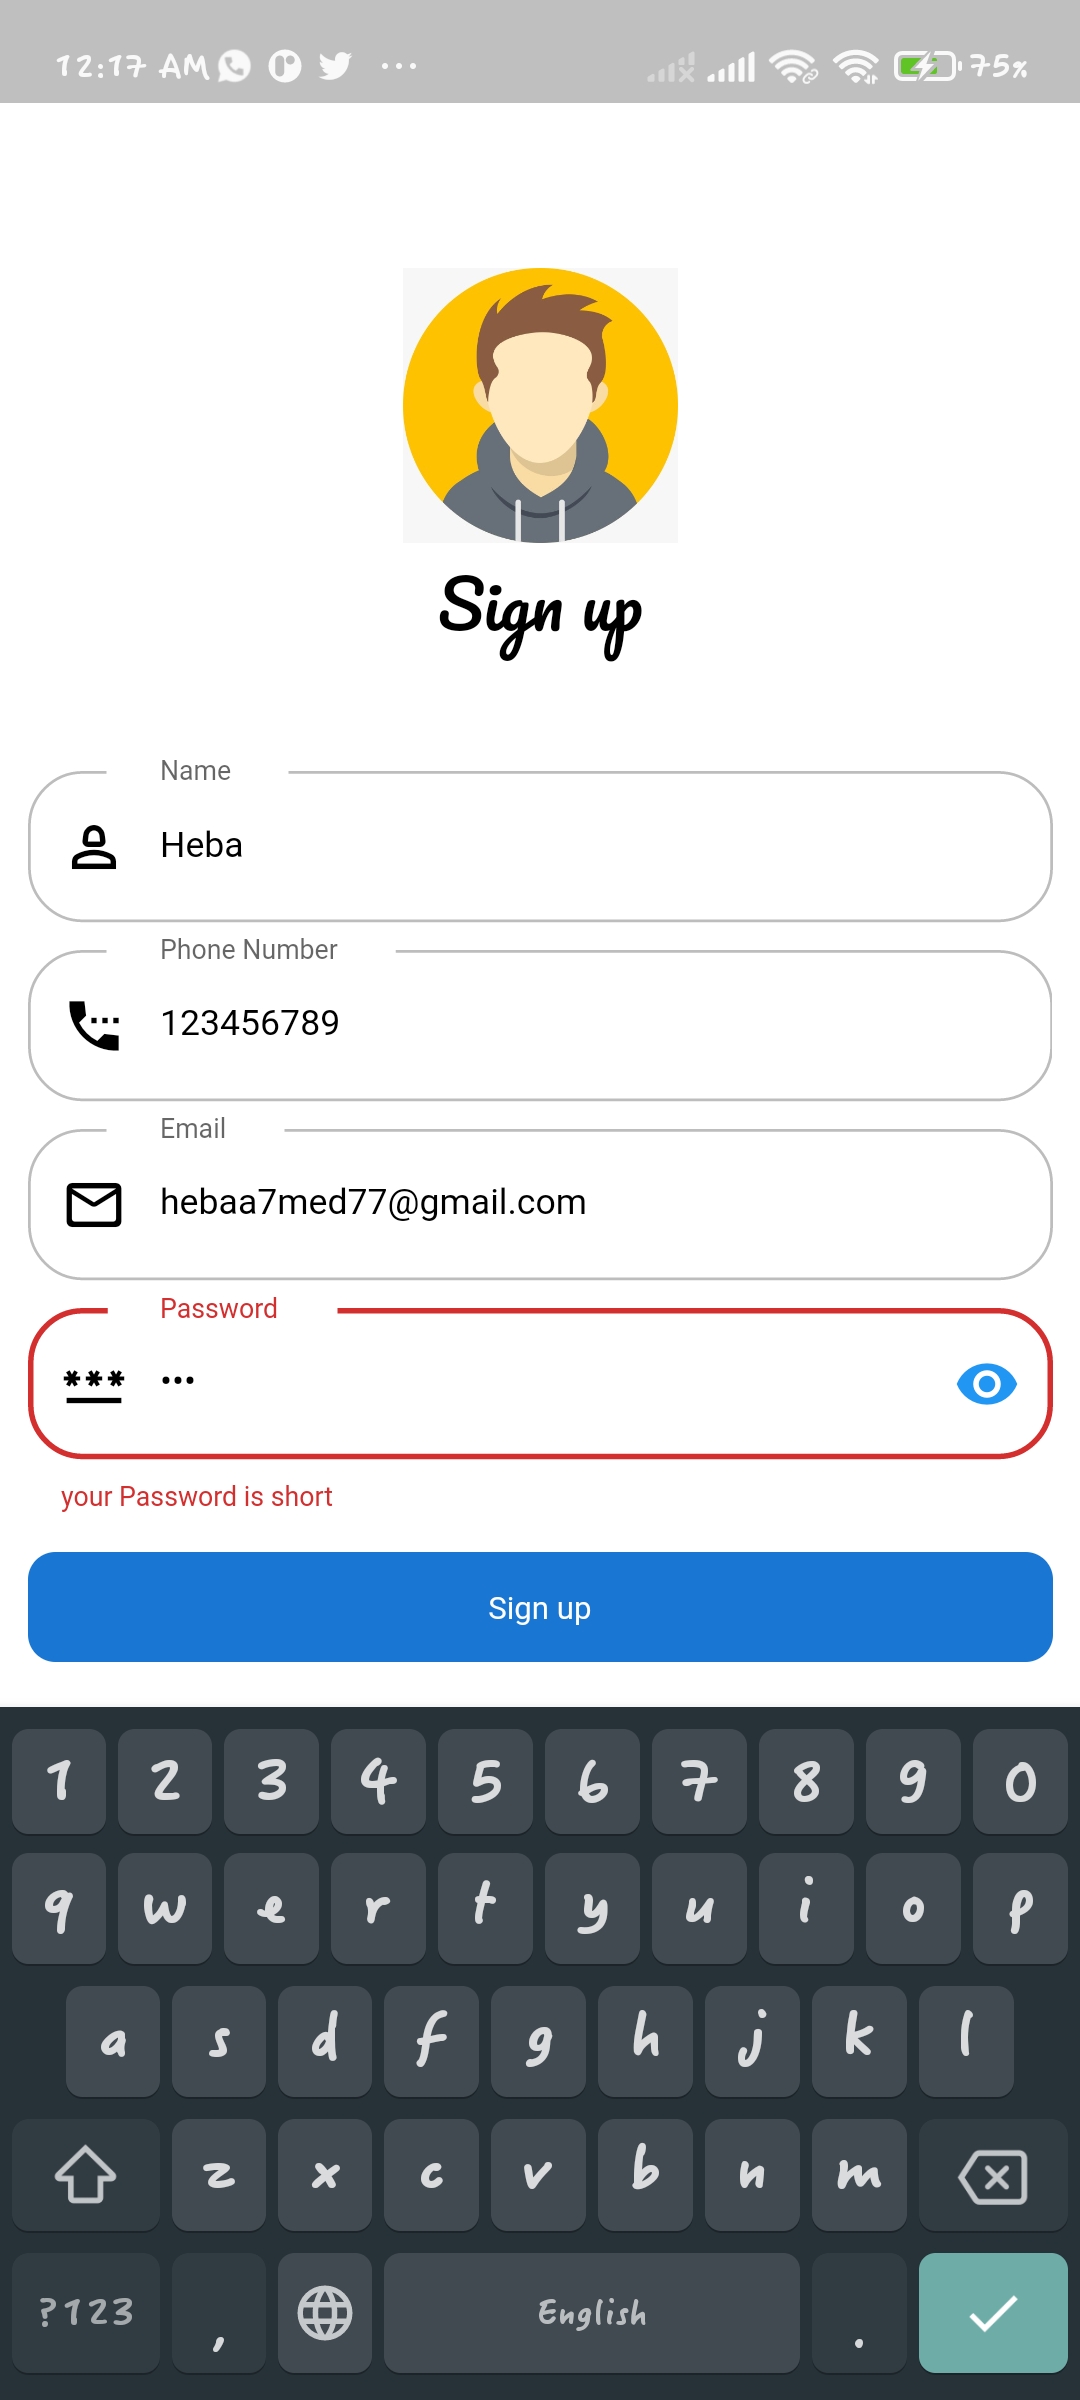 12:17 AM ... 75%
Sign up
Name
Heba
Phone Number
123456789
Email
hebaa7med77@gmail.com
Password
***
•••
your Password is short
Sign up
1 2 3 4 5 6 7 8 9 0
q w e r t y u i o p
a s d f g h j k l
z x c v b n m
?123 , English .